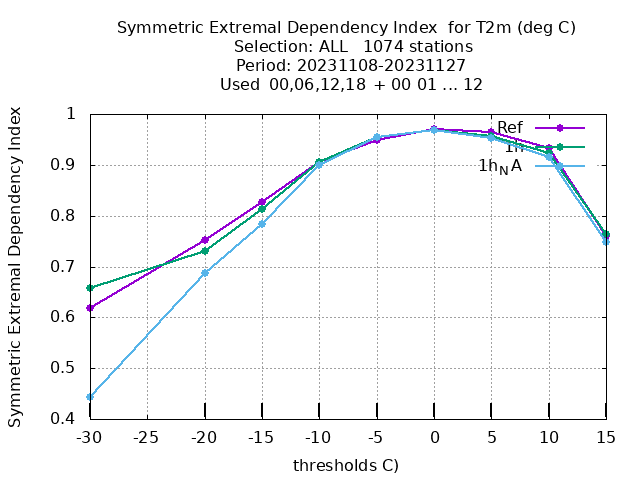 Symmetric Extremal Dependency Index  for T2m (deg C)
Selection: ALL   1074 stations
Period: 20231108-20231127
Used  00,06,12,18  + 00 01 ... 12
Symmetric Extremal Dependency Index
1
0.9
0.8
0.7
0.6
0.5
0.4
Ref
1h
1h_N A
-30 -25 -20 -15 -10 -5 0 5 10 15
thresholds C)